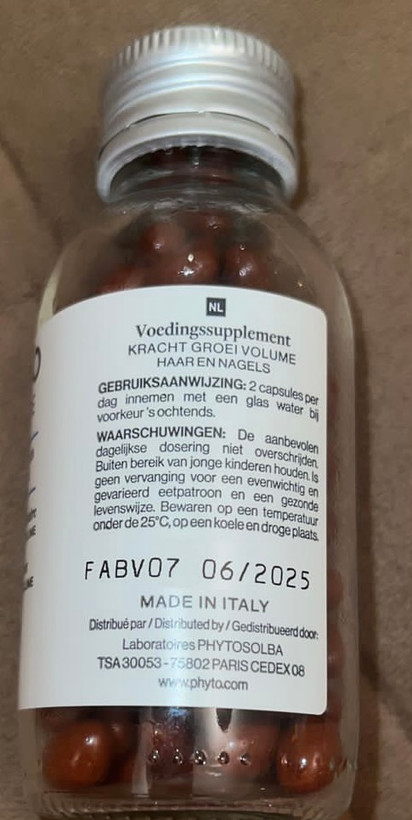 NL
Voedingssupplement
KRACHT GROEI VOLUME
HAAR EN NAGELS
GEBRUIKSAANWIJZING: 2 capsules per
dag innemen met een glas water bij
voorkeur 's ochtends.
WAARSCHUWINGEN: De aanbevolen
dagelijkse dosering niet overschrijden.
Buiten bereik van jonge kinderen houden. Is
geen vervanging voor een evenwichtig en
gevarieerd eetpatroon en een gezonde
levenswijze. Bewaren op een temperatuur
onder de 25°C, op een koele en droge plaats.
FABV07 06/2025
MADE IN ITALY
Distribué par / Distributed by / Gedistribueerd door:
Laboratoires PHYTOSOLBA
TSA 30053 - 75802 PARIS CEDEX 08
www.phyto.com